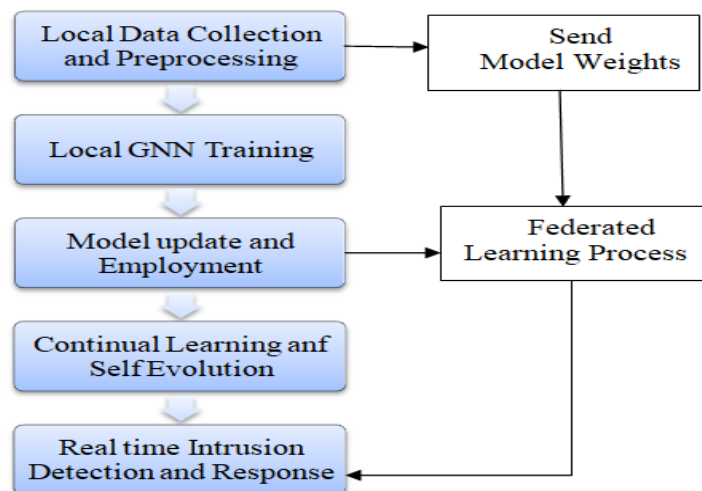 Local Data Collection
and Preprocessing
Send
Model Weights
Local GNN Training
Model update and
Employment
Federated
Learning Process
Continual Learning anf
Self Evolution
Real time Intrusion
Detection and Response